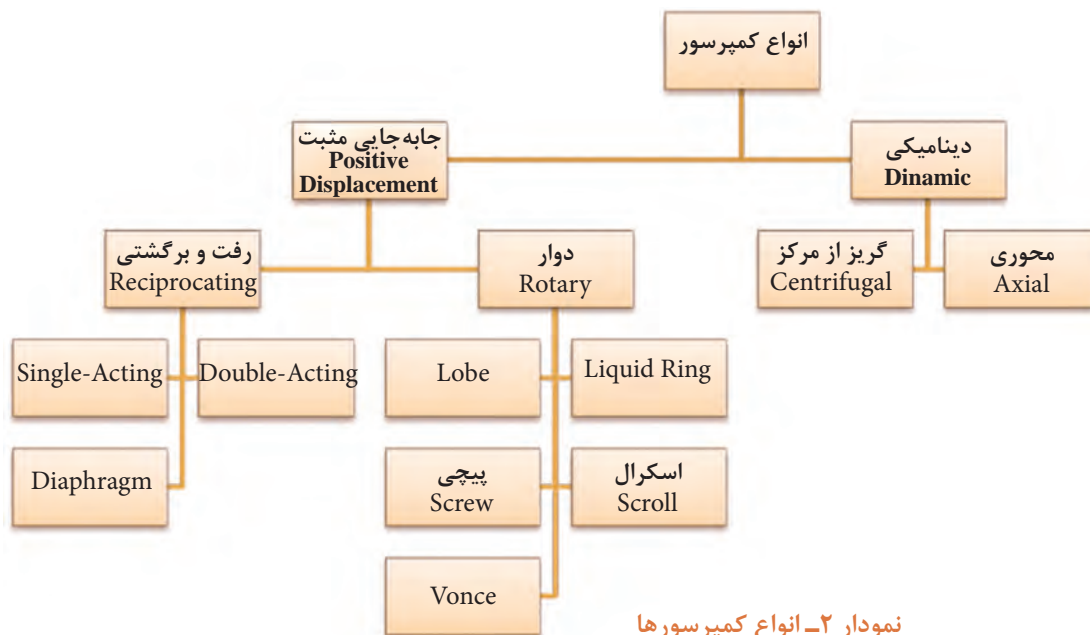 انواع کمپرسور
جابه‌جایی مثبت
Positive
Displacement
دینامیکی
Dinamic
رفت و برگشتی
Reciprocating
دوار
Rotary
گریز از مرکز
Centrifugal
محوری
Axial
Single-Acting
Double-Acting
Lobe
Liquid Ring
Diaphragm
پیچی
Screw
اسکرال
Scroll
Vonce
نمودار ۲ـ انواع کمپرسورها